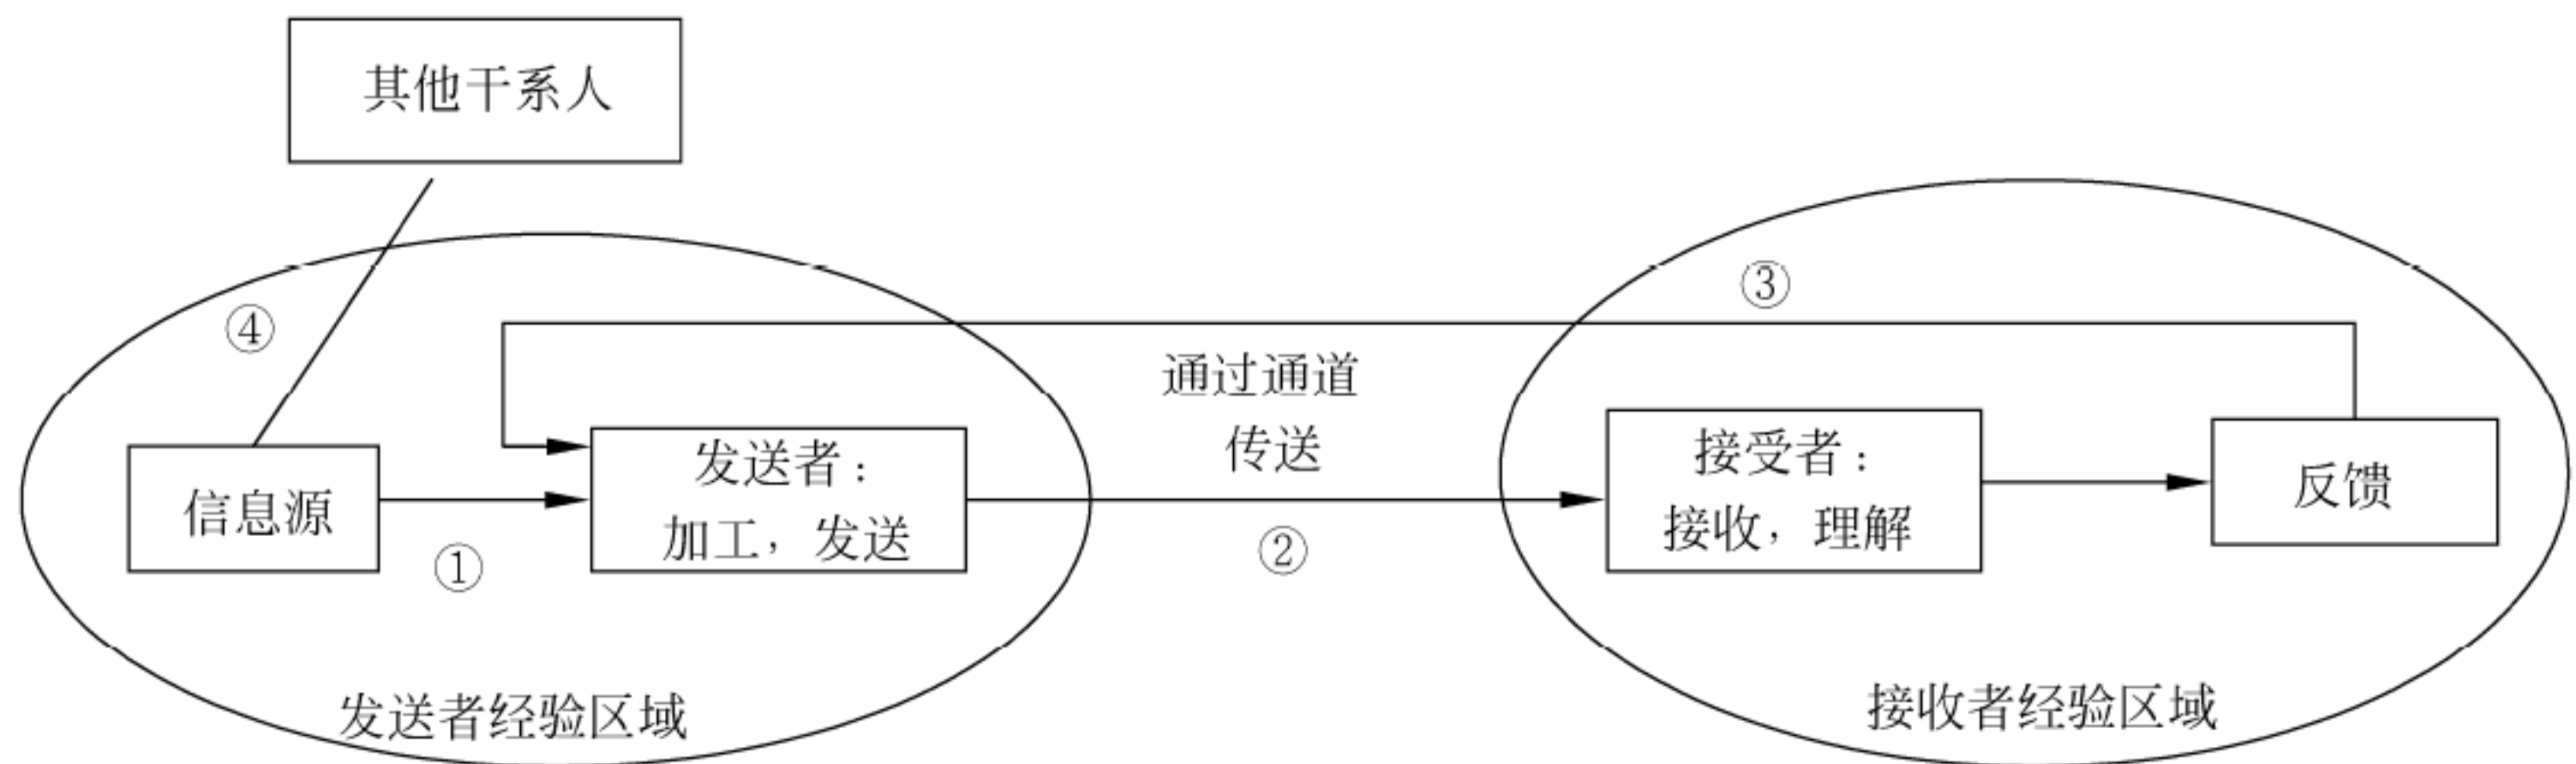 其他干系人
④
③
通过通道
传送
信息源
发送者：
加工，发送
接受者：
接收，理解
反馈
①
②
发送者经验区域
接收者经验区域